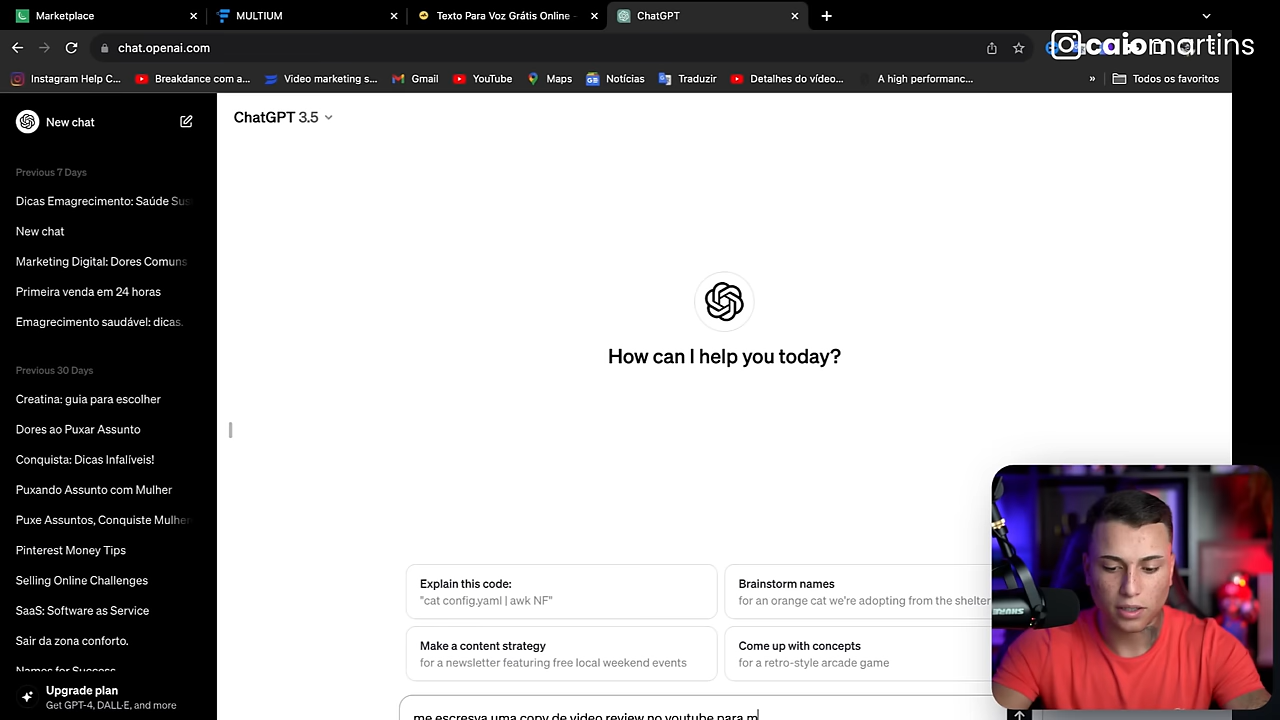 Marketplace
MULTIUM
Texto Para Voz Grátis Online -
ChatGPT
chat.openai.com
caiomartins
Instagram Help C...
Breakdance com a...
Video marketing s...
Gmail
YouTube
Maps
Notícias
Traduzir
Detalhes do vídeo...
A high performanc...
»
Todos os favoritos
New chat
ChatGPT 3.5
Previous 7 Days
Dicas Emagrecimento: Saúde Sus
New chat
Marketing Digital: Dores Comuns
Primeira venda em 24 horas
Emagrecimento saudável: dicas.
Previous 30 Days
Creatina: guia para escolher
Dores ao Puxar Assunto
Conquista: Dicas Infalíveis!
Puxando Assunto com Mulher
Puxe Assuntos, Conquiste Mulher
Pinterest Money Tips
Selling Online Challenges
SaaS: Software as Service
Sair da zona conforto.
Names for Success
Upgrade plan
Get GPT-4, DALL·E, and more
How can I help you today?
Explain this code:
"cat config.yaml | awk NF"
Brainstorm names
for an orange cat we're adopting from the shelter
Make a content strategy
for a newsletter featuring free local weekend events
Come up with concepts
for a retro-style arcade game
me escresva uma copy de video review no youtube para m
SHURE